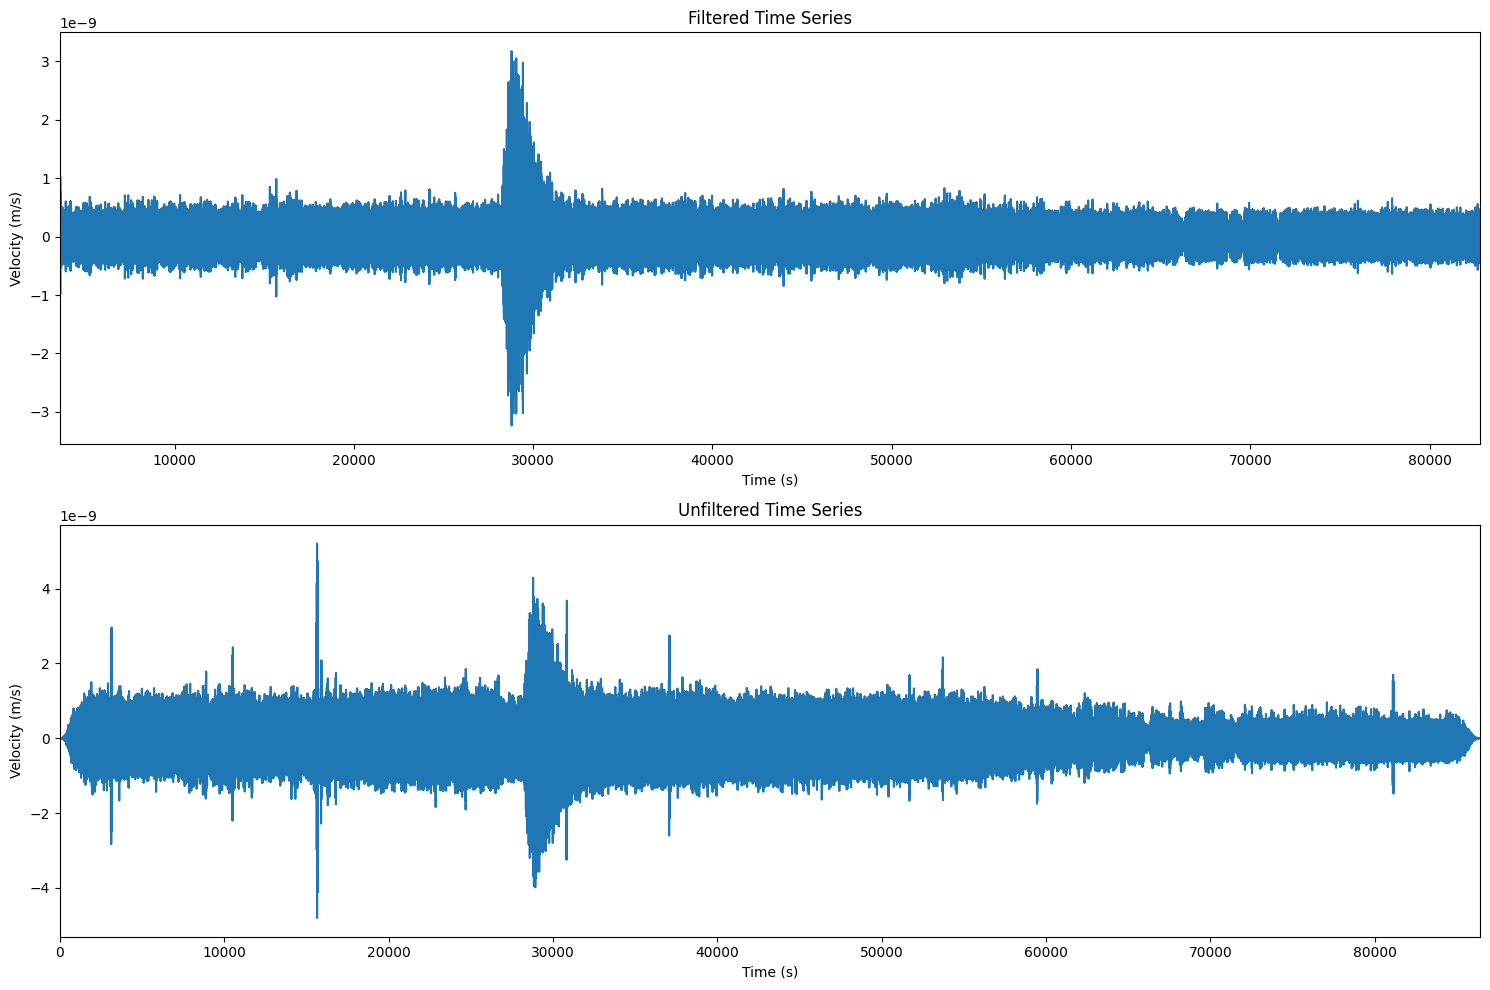 Filtered Time Series
1e−9
3
2
1
0
−1
−2
−3
Velocity (m/s)
10000 20000 30000 40000 50000 60000 70000 80000
Time (s)
Unfiltered Time Series
1e−9
4
2
0
−2
−4
Velocity (m/s)
0 10000 20000 30000 40000 50000 60000 70000 80000
Time (s)